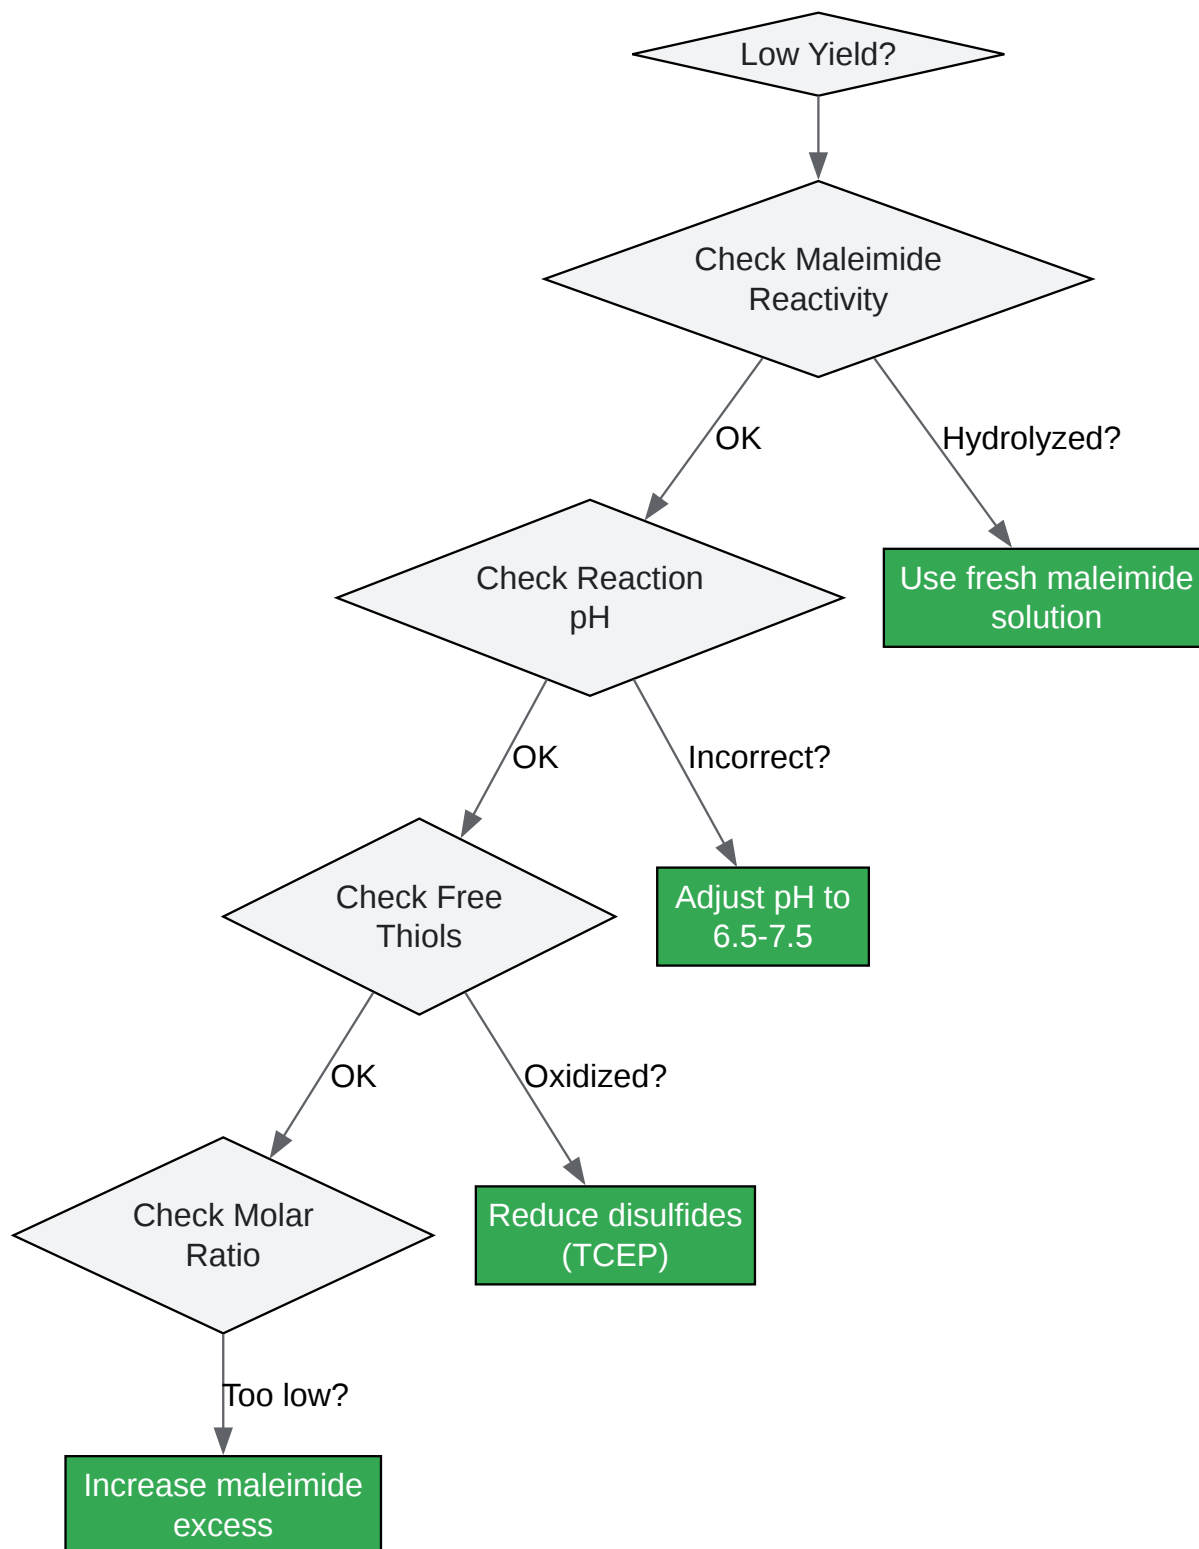 Low Yield?
Check Maleimide
Reactivity
OK
Hydrolyzed?
Check Reaction
pH
Use fresh maleimide
solution
OK
Incorrect?
Check Free
Thiols
Adjust pH to
6.5-7.5
OK
Oxidized?
Check Molar
Ratio
Reduce disulfides
(TCEP)
Too low?
Increase maleimide
excess